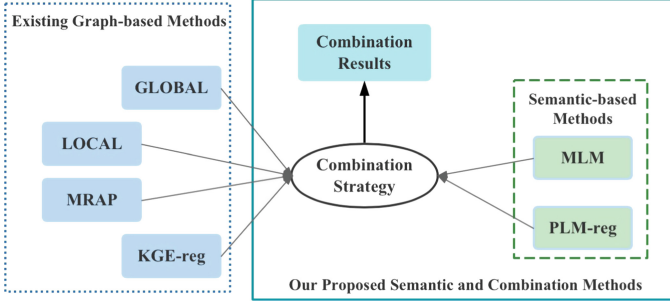 Existing Graph-based Methods
GLOBAL
LOCAL
MRAP
KGE-reg
Combination
Results
Combination
Strategy
Semantic-based
Methods
MLM
PLM-reg
Our Proposed Semantic and Combination Methods